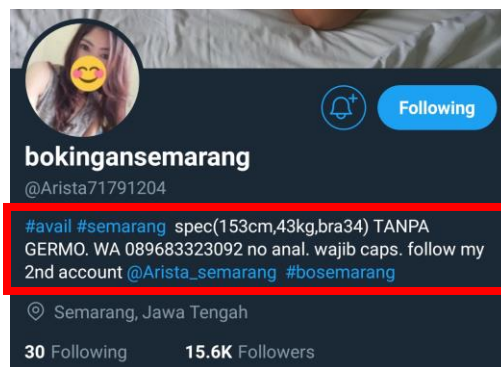 Following
bokingansemarang
@Arista71791204
#avail #semarang spec(153cm,43kg,bra34) TANPA
GERMO. WA 089683323092 no anal. wajib caps. follow my
2nd account @Arista_semarang #bosemarang
Semarang, Jawa Tengah
30 Following 15.6K Followers